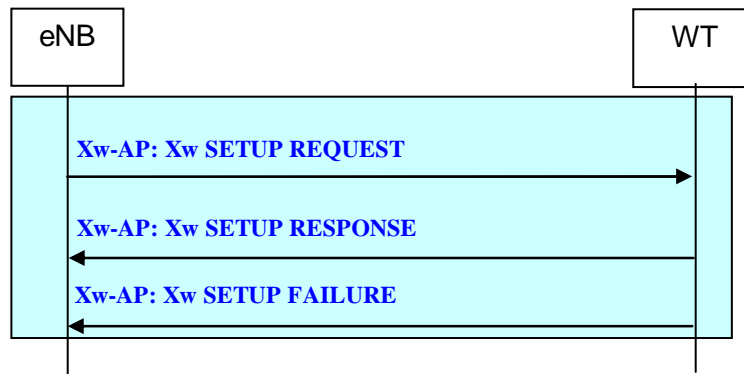 eNB
WT
Xw-AP: Xw SETUP REQUEST
Xw-AP: Xw SETUP RESPONSE
Xw-AP: Xw SETUP FAILURE